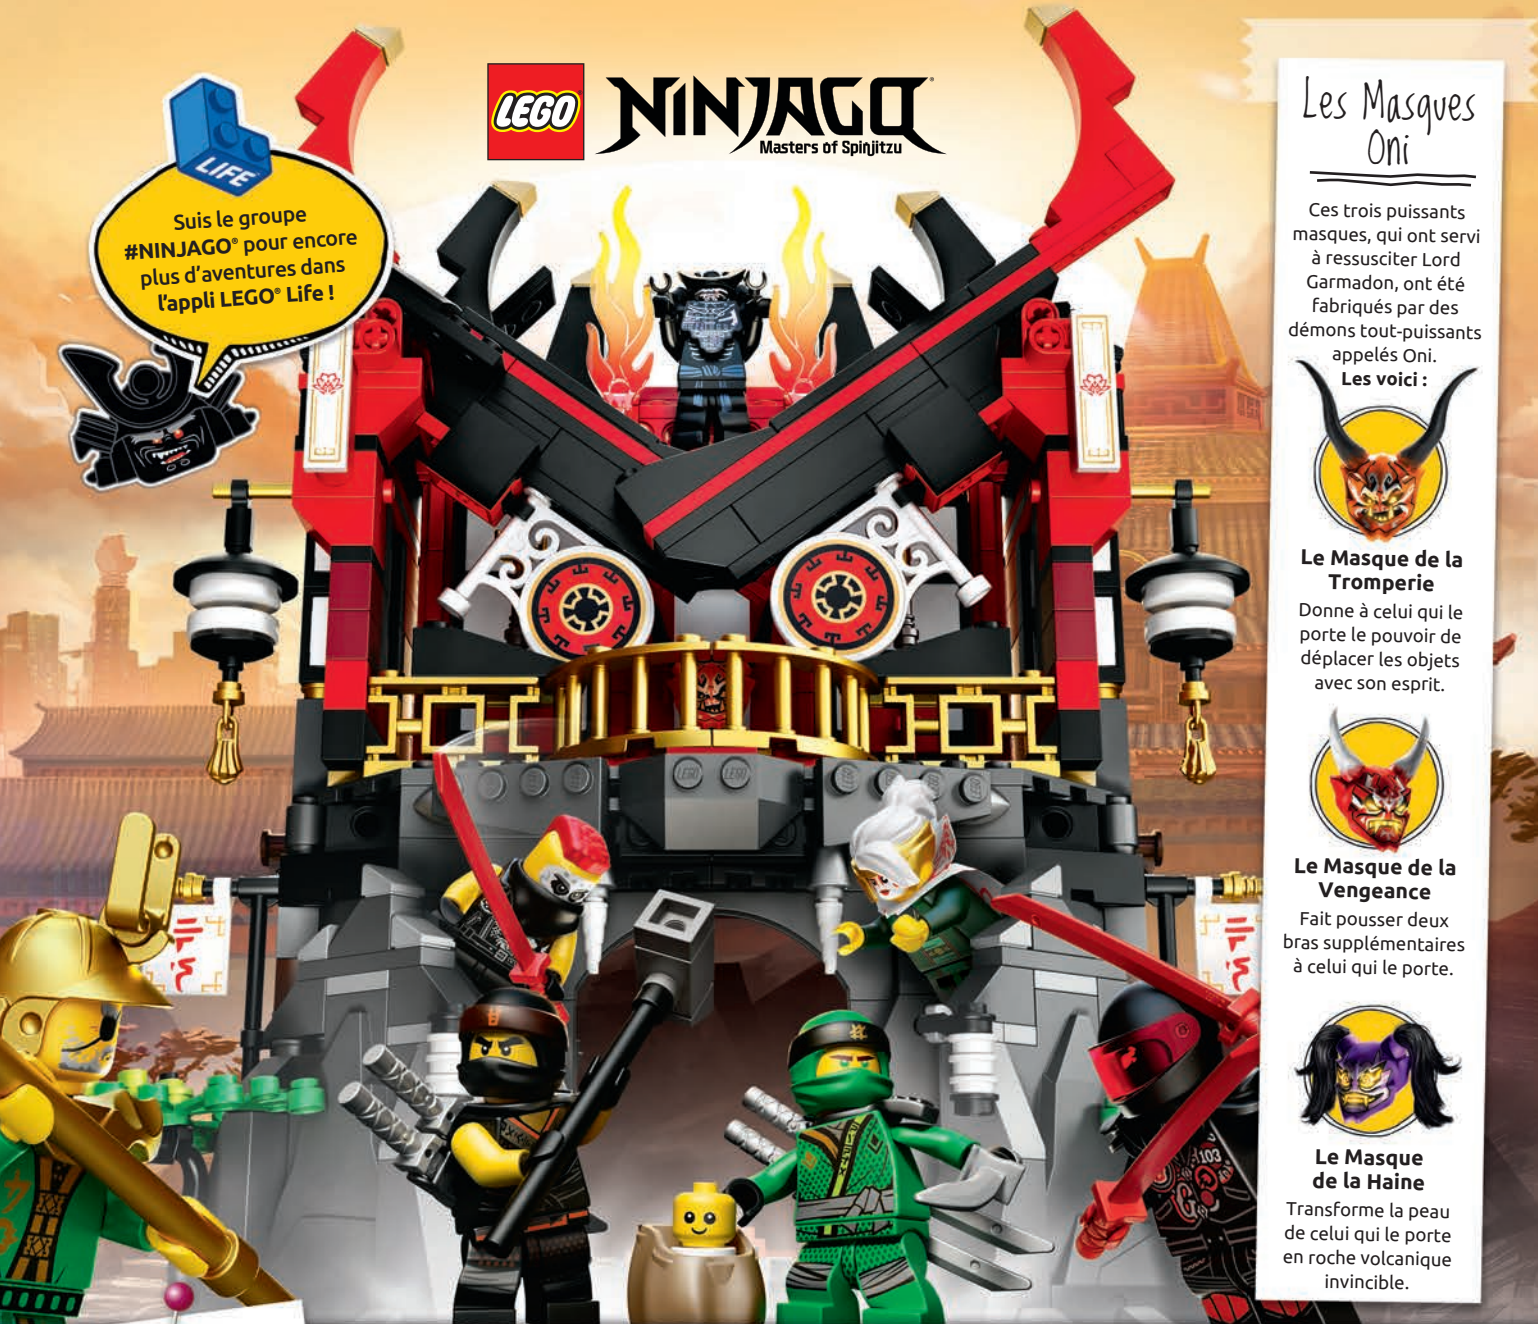 LEGO
NINJAGO
Masters of Spinjitzu
LIFE
Suis le groupe
#NINJAGO® pour encore
plus d'aventures dans
l'appli LEGO® Life !
Les Masques
Oni
Ces trois puissants
masques, qui ont servi
à ressusciter Lord
Garmadon, ont été
fabriqués par des
démons tout-puissants
appelés Oni.
Les voici :
Le Masque de la
Tromperie
Donne à celui qui le
porte le pouvoir de
déplacer les objets
avec son esprit.
Le Masque de la
Vengeance
Fait pousser deux
bras supplémentaires
à celui qui le porte.
Le Masque
de la Haine
Transforme la peau
de celui qui le porte
en roche volcanique
invincible.
LEGO LEGO
103